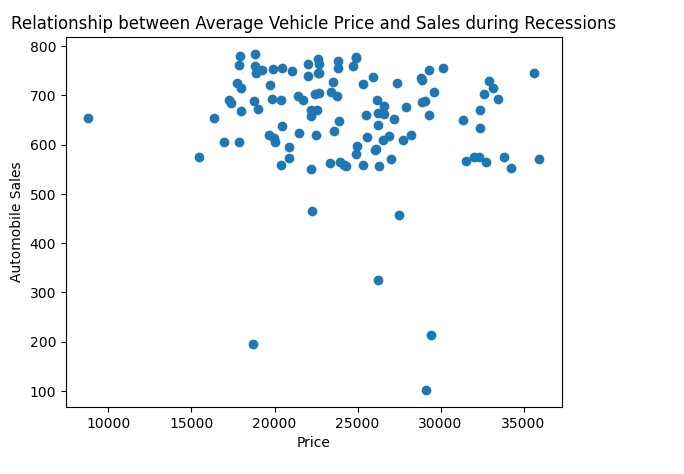 Relationship between Average Vehicle Price and Sales during Recessions
800
700
600
500
400
300
200
100
Automobile Sales
10000 15000 20000 25000 30000 35000
Price